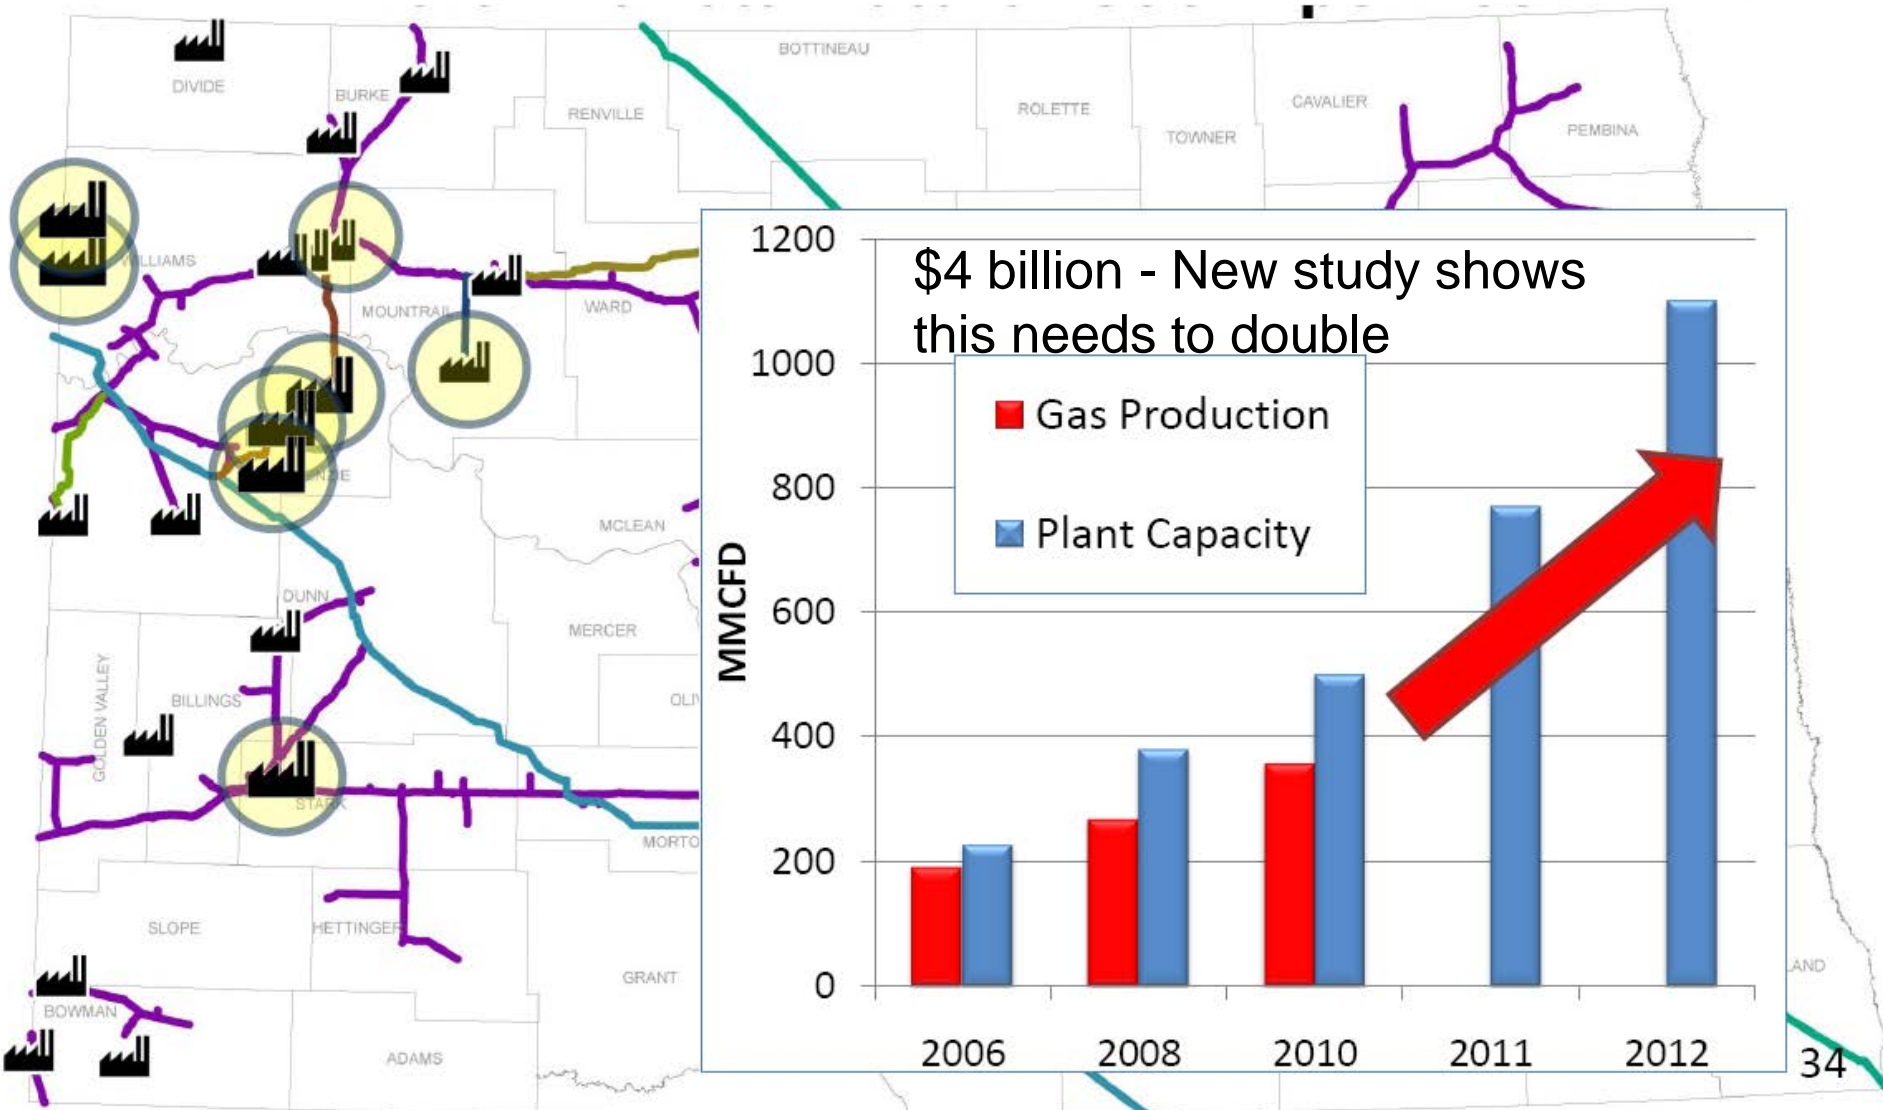 DIVIDE
BURKE
RENVILLE
BOTTINEAU
ROLETTE
TOWNER
CAVALIER
PEMBINA
WILLIAMS
MOUNTRAIL
WARD
MCLEAN
DUNN
MERCER
GOLDEN VALLEY
BILLINGS
STARK
SLOPE
HETTINGER
GRANT
BOWMAN
ADAMS
$4 billion - New study shows
this needs to double
Gas Production
Plant Capacity
MMCFD
1200
1000
800
600
400
200
0
2006 2008 2010 2011 2012
34